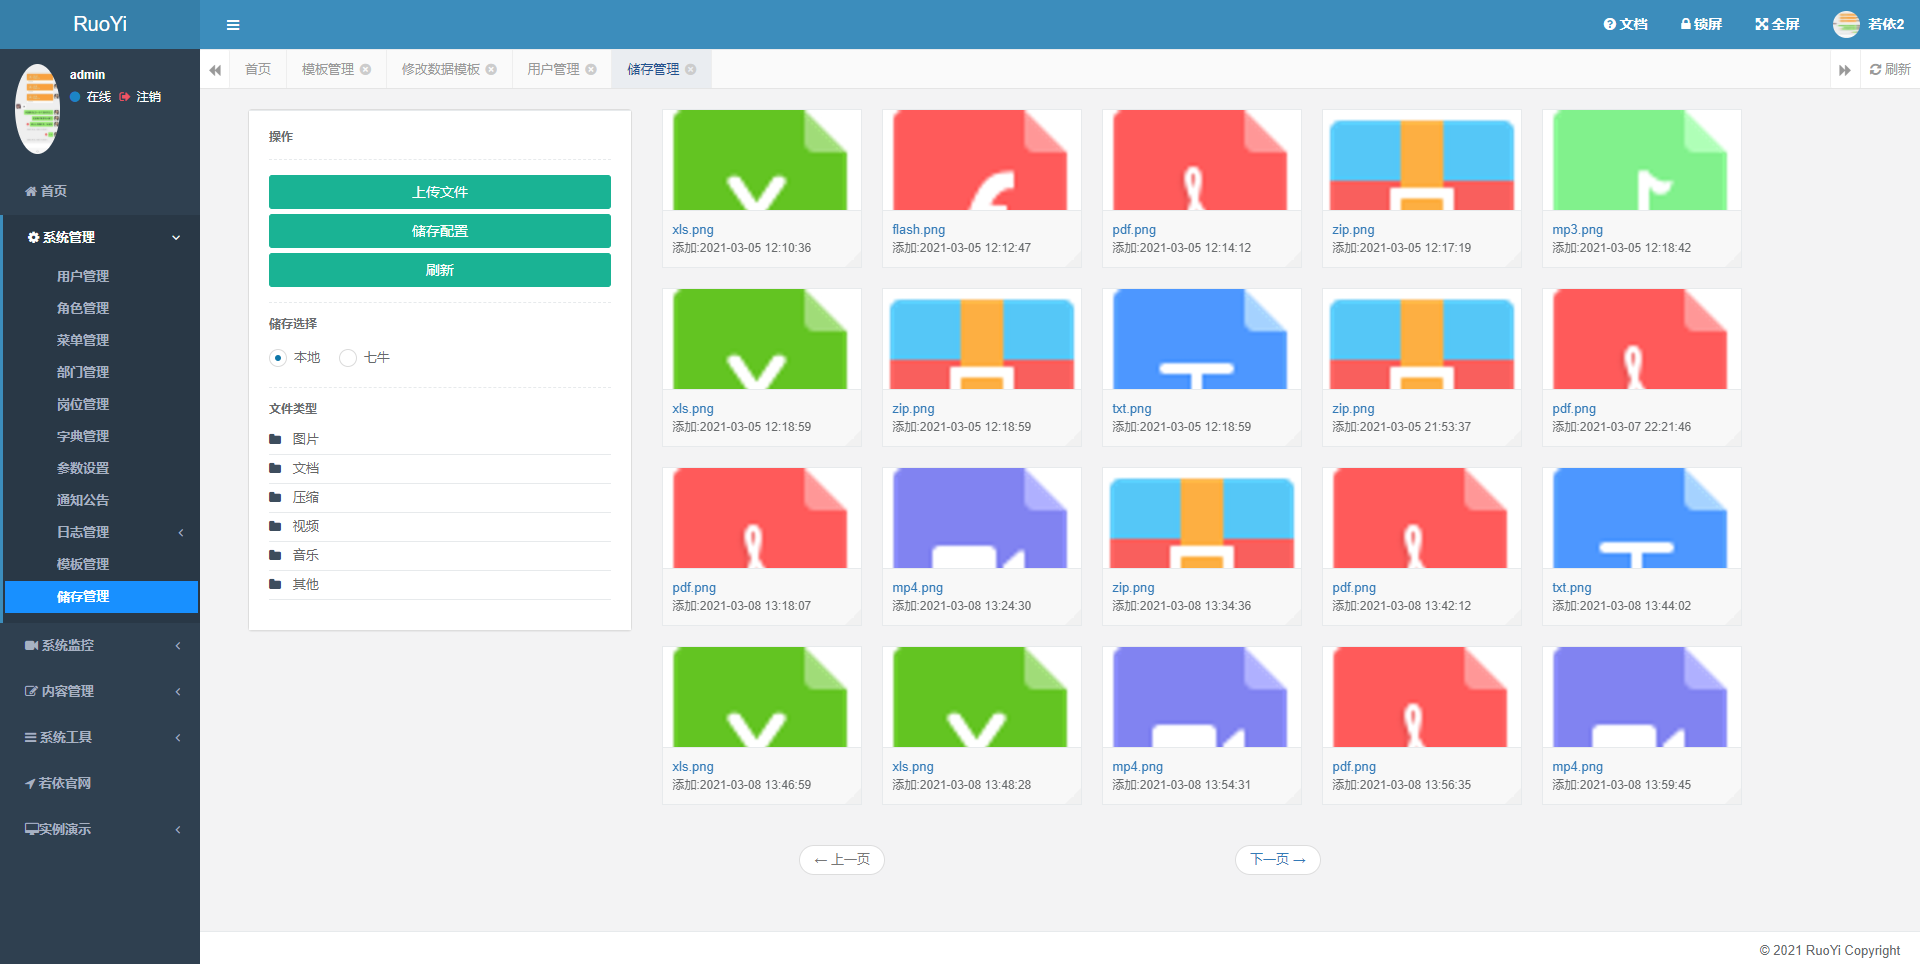 RuoYi
文档
锁屏
全屏
若依2
admin
在线
注销
首页
模板管理
修改数据模板
用户管理
储存管理
刷新
首页
系统管理
用户管理
角色管理
菜单管理
部门管理
岗位管理
字典管理
参数设置
通知公告
日志管理
模板管理
储存管理
系统监控
内容管理
系统工具
若依官网
实例演示
操作
上传文件
储存配置
刷新
储存选择
本地 七牛
文件类型
图片
文档
压缩
视频
音乐
其他
xls.png
添加:2021-03-05 12:10:36
flash.png
添加:2021-03-05 12:12:47
pdf.png
添加:2021-03-05 12:14:12
zip.png
添加:2021-03-05 12:17:19
mp3.png
添加:2021-03-05 12:18:42
xls.png
添加:2021-03-05 12:18:59
zip.png
添加:2021-03-05 12:18:59
txt.png
添加:2021-03-05 12:18:59
zip.png
添加:2021-03-05 21:53:37
pdf.png
添加:2021-03-07 22:21:46
pdf.png
添加:2021-03-08 13:18:07
mp4.png
添加:2021-03-08 13:24:30
zip.png
添加:2021-03-08 13:34:36
pdf.png
添加:2021-03-08 13:42:12
txt.png
添加:2021-03-08 13:44:02
xls.png
添加:2021-03-08 13:46:59
xls.png
添加:2021-03-08 13:48:28
mp4.png
添加:2021-03-08 13:54:31
pdf.png
添加:2021-03-08 13:56:35
mp4.png
添加:2021-03-08 13:59:45
← 上一页
下一页 →
© 2021 RuoYi Copyright